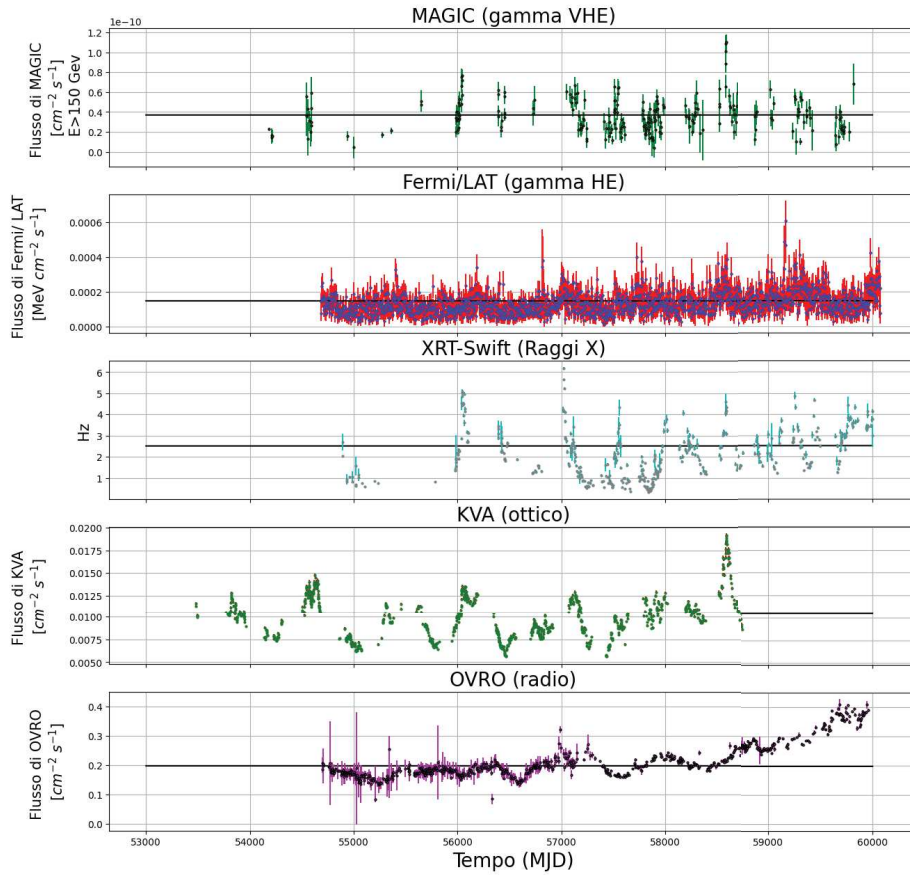 MAGIC (gamma VHE)
1e−10
Flusso di MAGIC
[cm⁻² s⁻¹]
E>150 Gev
1.2
1.0
0.8
0.6
0.4
0.2
0.0
Fermi/LAT (gamma HE)
Flusso di Fermi/ LAT
[MeV cm⁻² s⁻¹]
0.0006
0.0004
0.0002
0.0000
XRT-Swift (Raggi X)
Hz
6
5
4
3
2
1
KVA (ottico)
Flusso di KVA
[cm⁻² s⁻¹]
0.0200
0.0175
0.0150
0.0125
0.0100
0.0075
0.0050
OVRO (radio)
Flusso di OVRO
[cm⁻² s⁻¹]
0.4
0.3
0.2
0.1
0.0
53000 54000 55000 56000 57000 58000 59000 60000
Tempo (MJD)